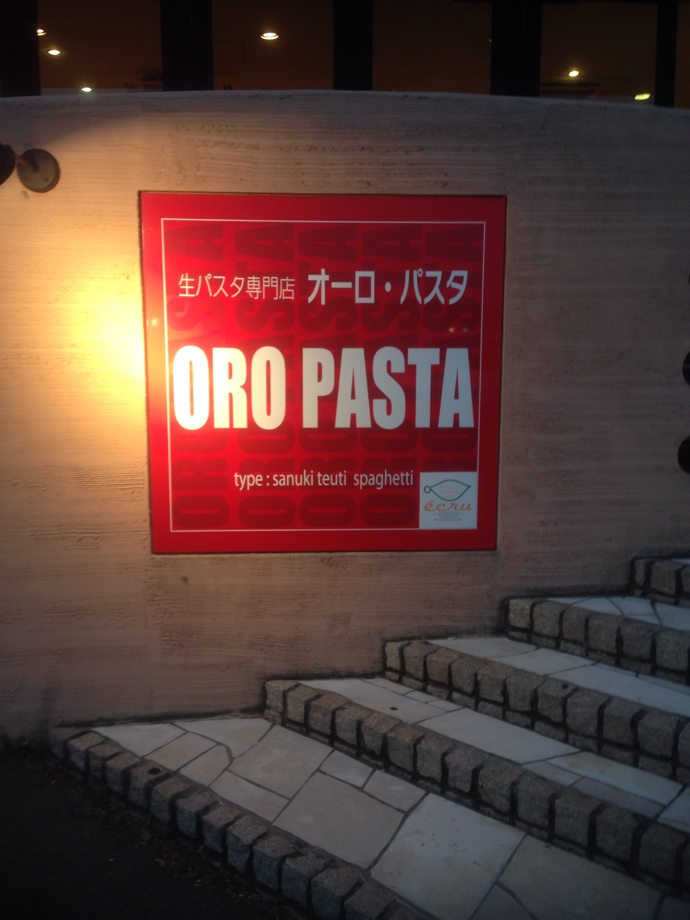 生パスタ専門店 オーロ・パスタ
ORO PASTA
type : sanuki teuti spaghetti
écru